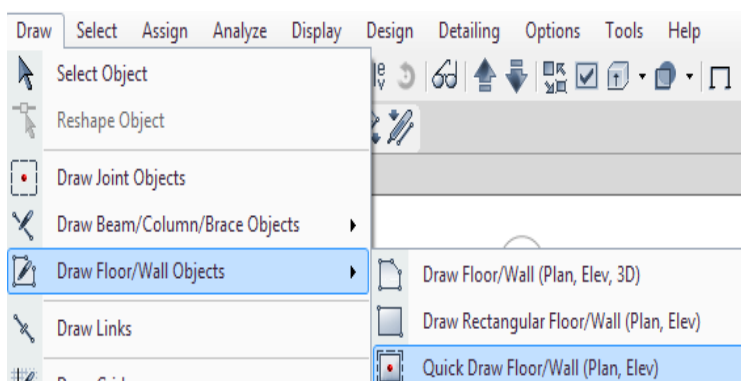 Draw Select Assign Analyze Display Design Detailing Options Tools Help
Select Object
Reshape Object
Draw Joint Objects
Draw Beam/Column/Brace Objects
Draw Floor/Wall Objects
Draw Floor/Wall (Plan, Elev, 3D)
Draw Links
Draw Rectangular Floor/Wall (Plan, Elev)
Quick Draw Floor/Wall (Plan, Elev)